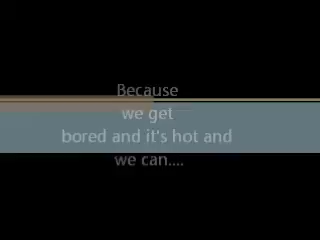 Because
we get
bored and it's hot and
we can....